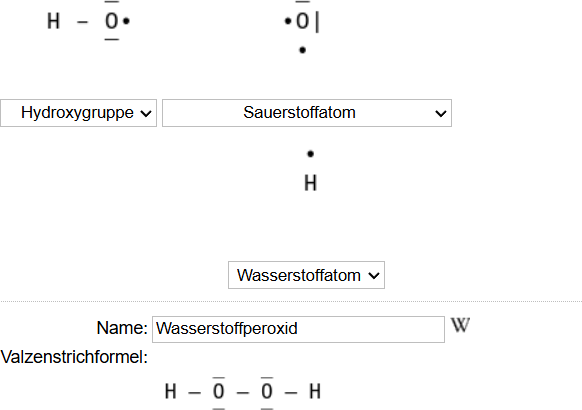 H – O• •O|
•
Hydroxygruppe Sauerstoffatom
•
H
Wasserstoffatom
Name: Wasserstoffperoxid W
Valzenstrichformel:
H – O – O – H